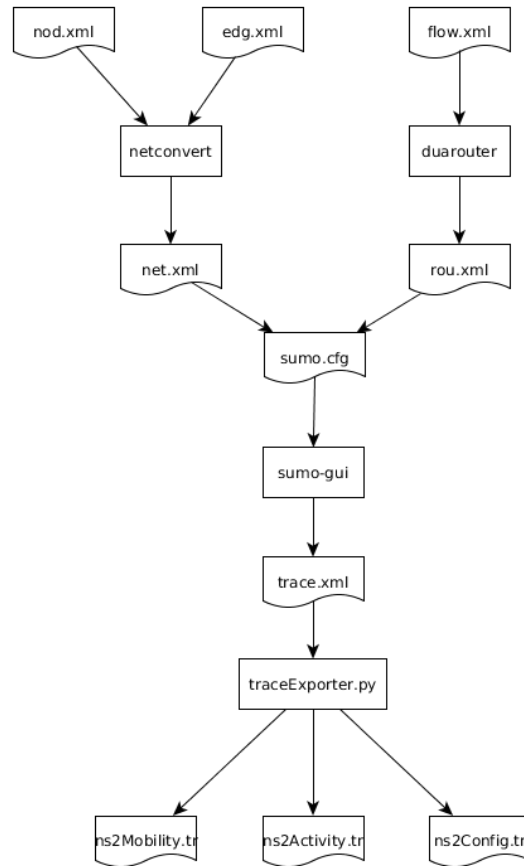 nod.xml
edg.xml
flow.xml
netconvert
duarouter
net.xml
rou.xml
sumo.cfg
sumo-gui
trace.xml
traceExporter.py
ns2Mobility.tr
ns2Activity.tr
ns2Config.tr